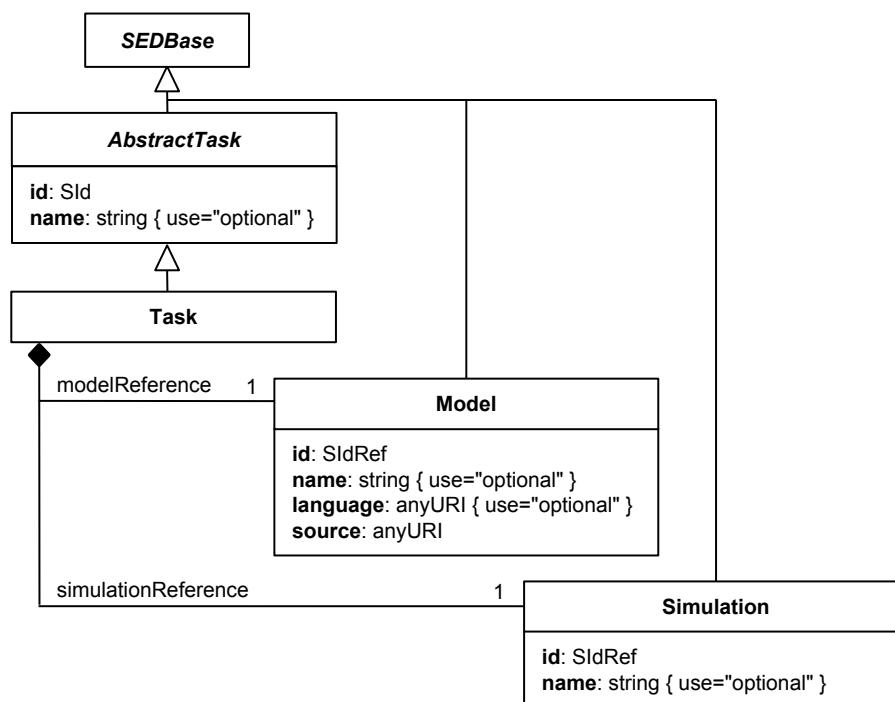 SEDBase
AbstractTask
id: SId
name: string { use="optional" }
Task
modelReference 1
Model
id: SIdRef
name: string { use="optional" }
language: anyURI { use="optional" }
source: anyURI
simulationReference 1
Simulation
id: SIdRef
name: string { use="optional" }